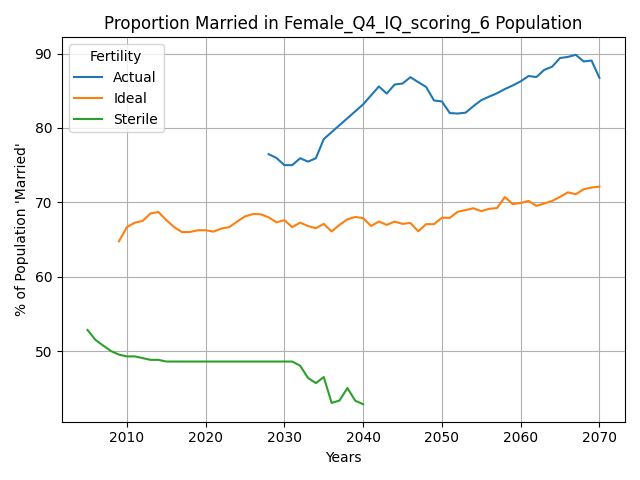 Proportion Married in Female_Q4_IQ_scoring_6 Population
Fertility
Actual
Ideal
Sterile
% of Population 'Married'
90
80
70
60
50
2010 2020 2030 2040 2050 2060 2070
Years